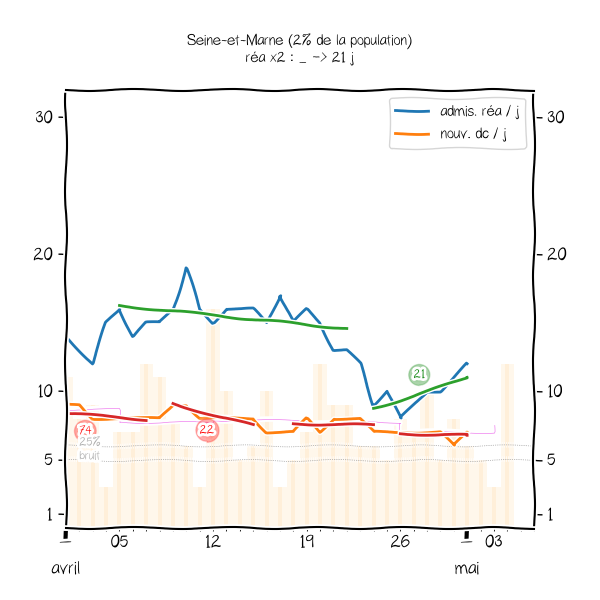 Seine-et-Marne (2% de la population)
réa x2 : _ -> 21 j
admis. réa / j
nouv. dc / j
30
30
20
20
21
10
10
74
22
25%
bruit
5
5
1
1
05
12
19
26
03
avril
mai